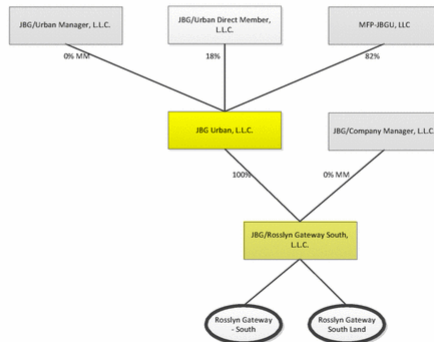 JBG/Urban Manager, L.L.C.
JBG/Urban Direct Member,
L.L.C.
MFP-JBGU, LLC
0% MM
18%
82%
JBG Urban, L.L.C.
JBG/Company Manager, L.L.C.
100%
0% MM
JBG/Rosslyn Gateway South,
L.L.C.
Rosslyn Gateway
- South
Rosslyn Gateway
South Land